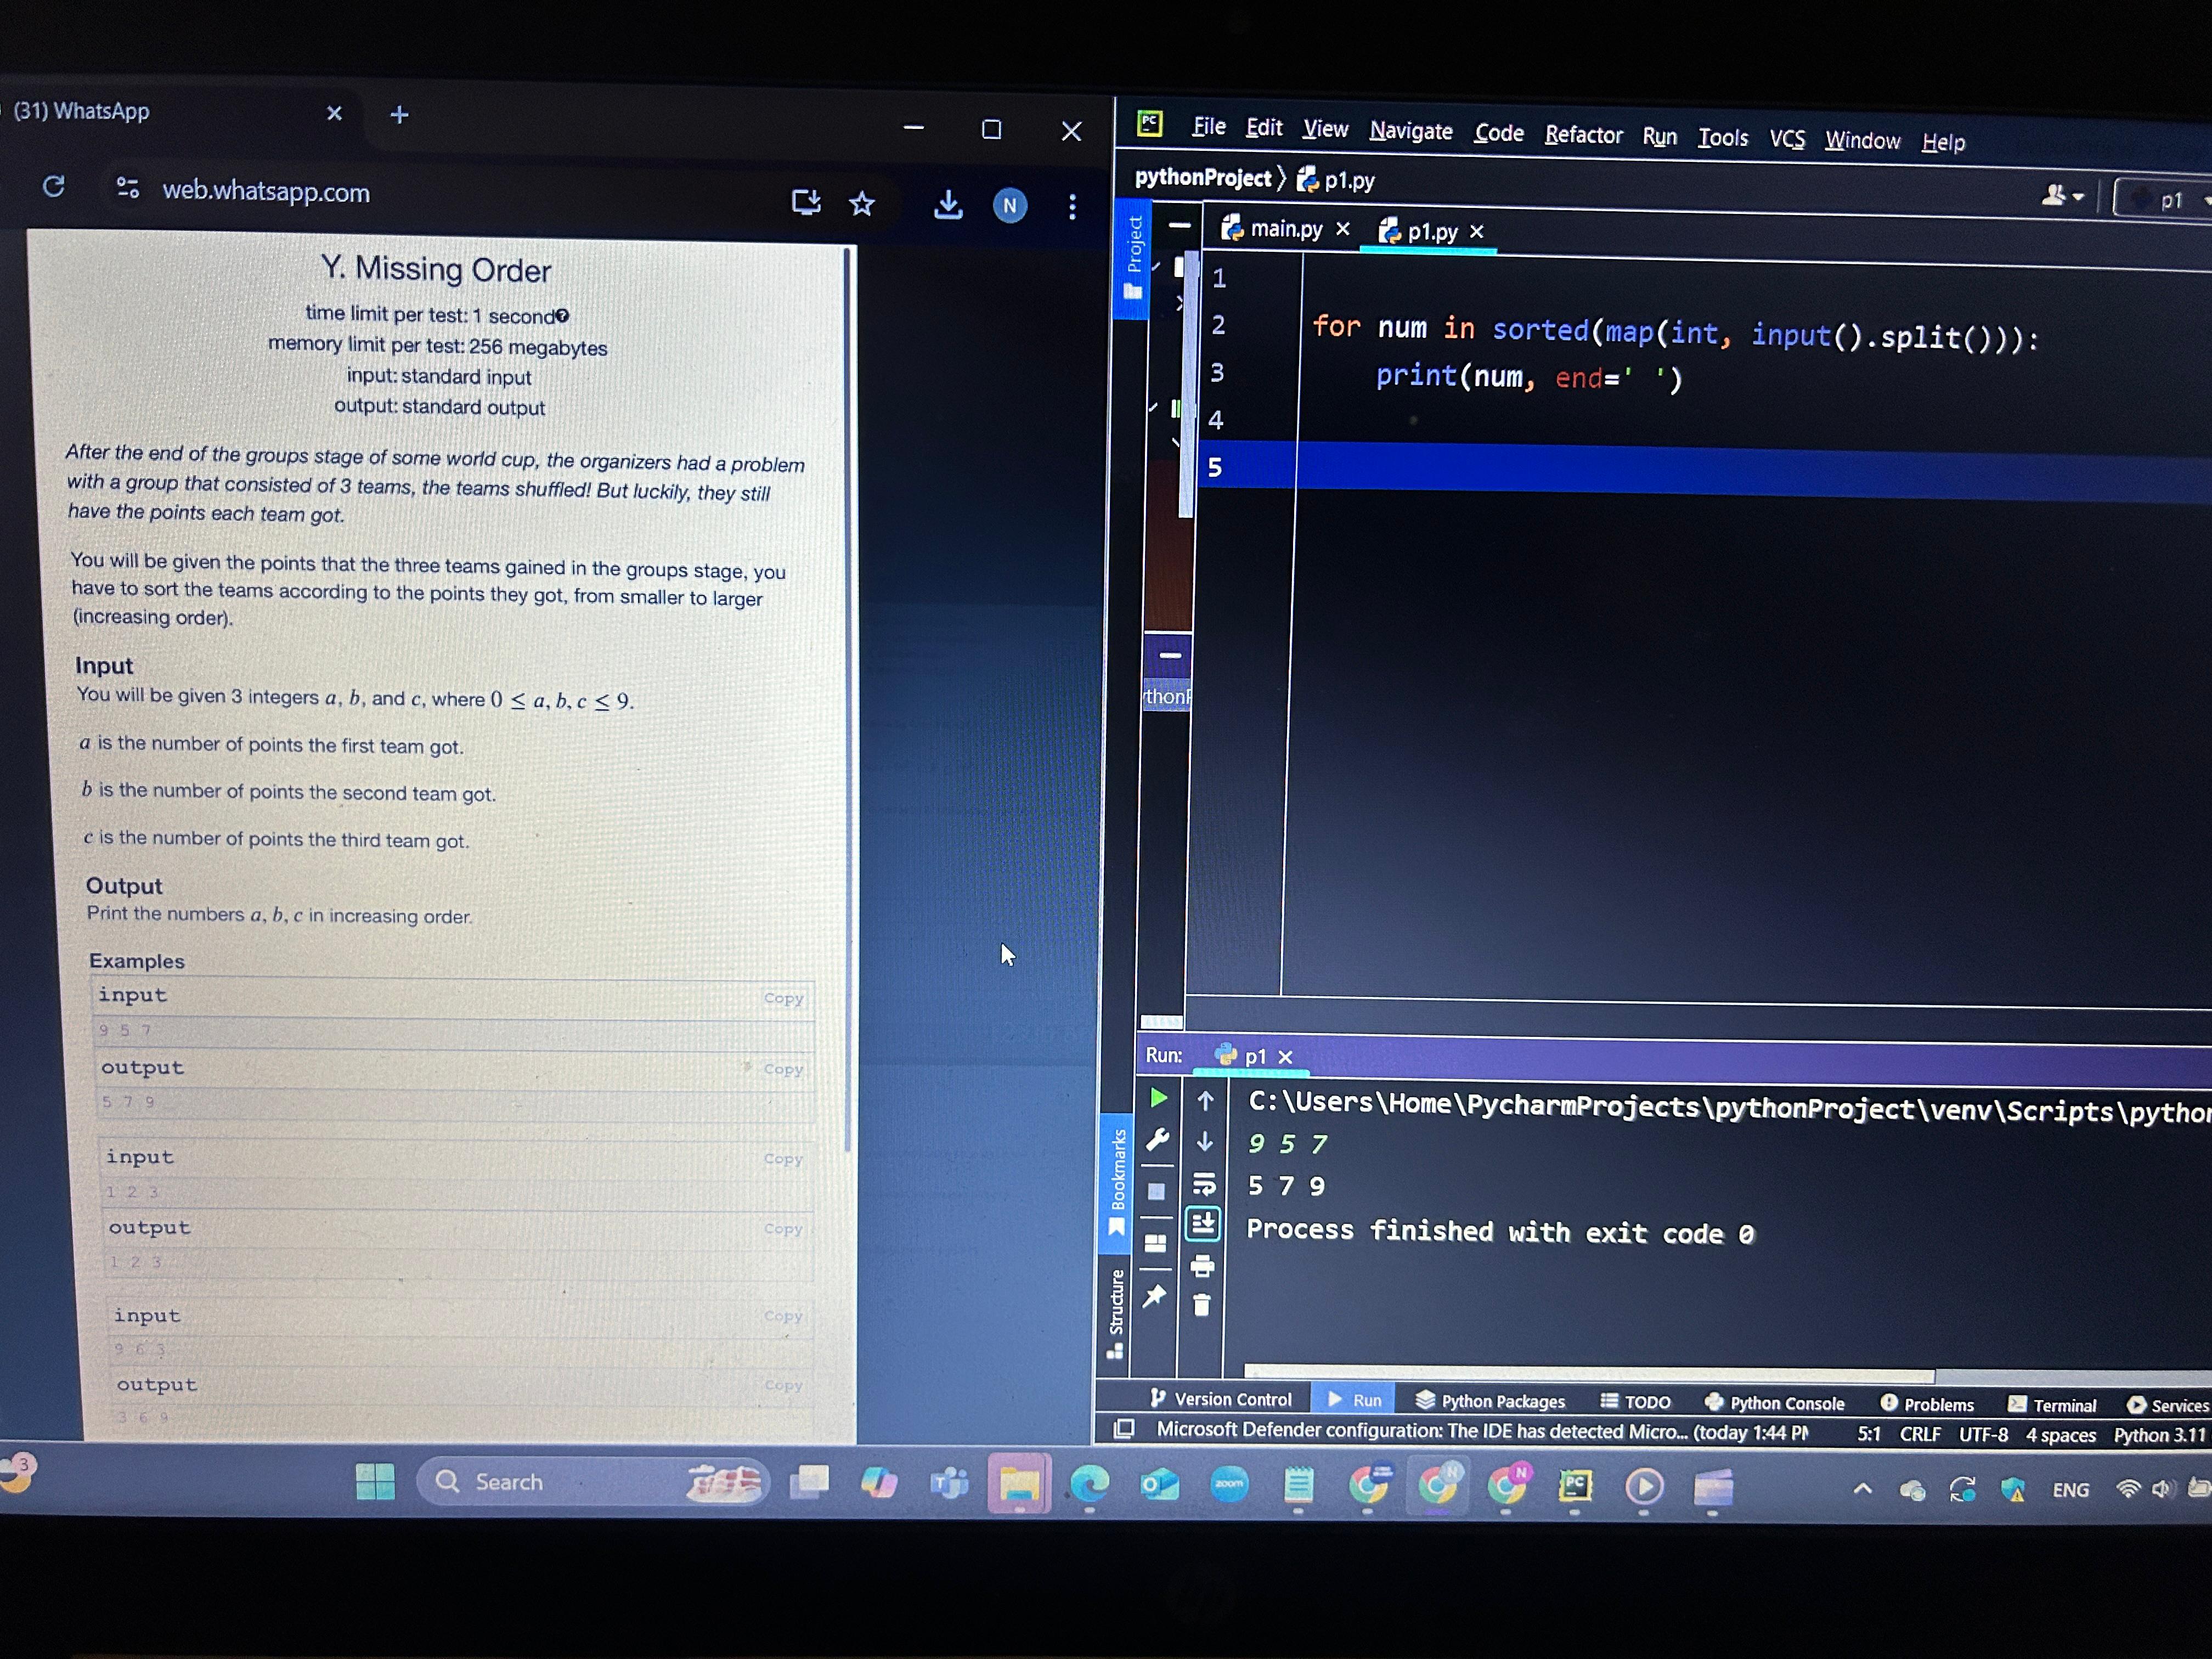 (31) WhatsApp
web.whatsapp.com
N
Y. Missing Order
time limit per test: 1 second
memory limit per test: 256 megabytes
input: standard input
output: standard output
After the end of the groups stage of some world cup, the organizers had a problem
with a group that consisted of 3 teams, the teams shuffled! But luckily, they still
have the points each team got.
You will be given the points that the three teams gained in the groups stage, you
have to sort the teams according to the points they got, from smaller to larger
(increasing order).
Input
You will be given 3 integers a, b, and c, where 0 ≤ a, b, c ≤ 9.
a is the number of points the first team got.
b is the number of points the second team got.
c is the number of points the third team got.
Output
Print the numbers a, b, c in increasing order.
Examples
input
Copy
9 5 7
output
Copy
5 7 9
input
Copy
1 2 3
output
Copy
1 2 3
input
Copy
9 6 3
output
Copy
3 6 9
PC
File Edit View Navigate Code Refactor Run Tools VCS Window Help
pythonProject 〉 p1.py
p1
Project
main.py
p1.py
1
2 for num in sorted(map(int, input().split())):
3 print(num, end=' ')
4
5
Run: p1
C:\Users\Home\PycharmProjects\pythonProject\venv\Scripts\python
9 5 7
5 7 9
Process finished with exit code 0
Bookmarks
Structure
Version Control Run Python Packages TODO Python Console Problems Terminal Services
Microsoft Defender configuration: The IDE has detected Micro... (today 1:44 PM 5:1 CRLF UTF-8 4 spaces Python 3.11
3
Search
zoom
N
N
PC
ENG